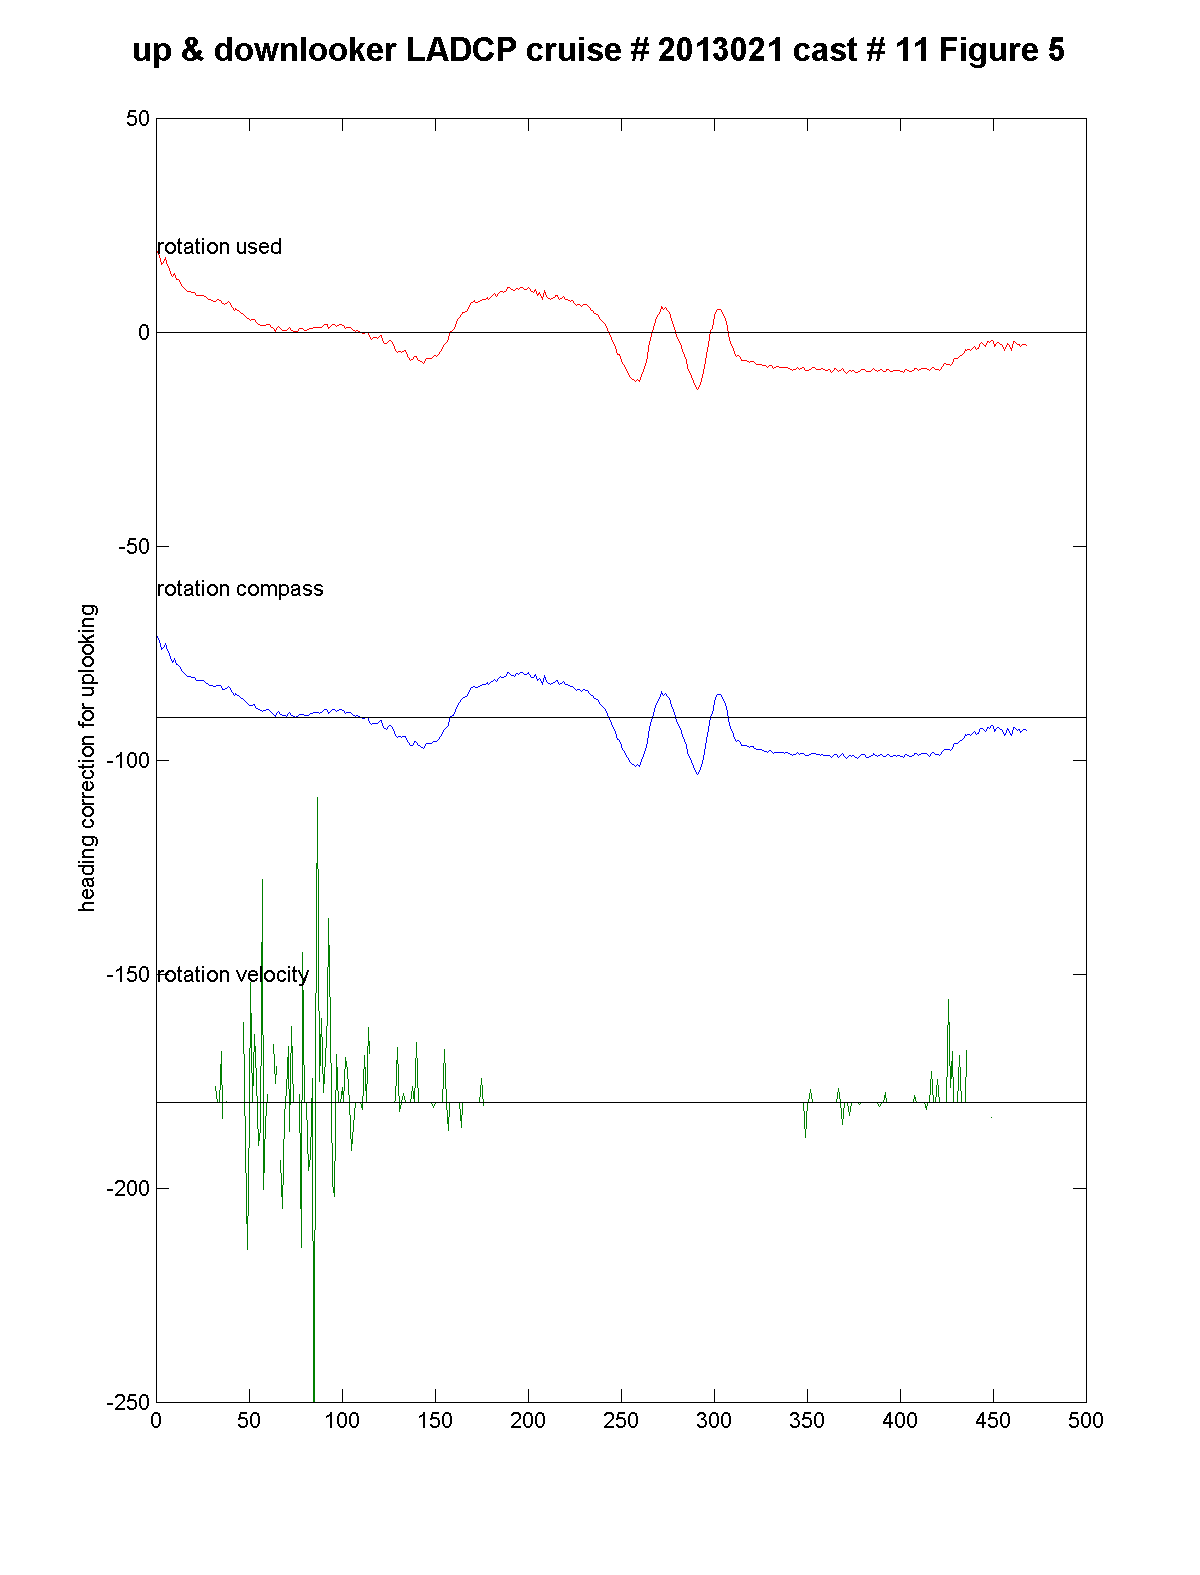 up & downlooker LADCP cruise # 2013021 cast # 11 Figure 5
50
rotation used
0
-50
rotation compass
heading correction for uplooking
-100
-150
rotation velocity
-200
-250
0 50 100 150 200 250 300 350 400 450 500